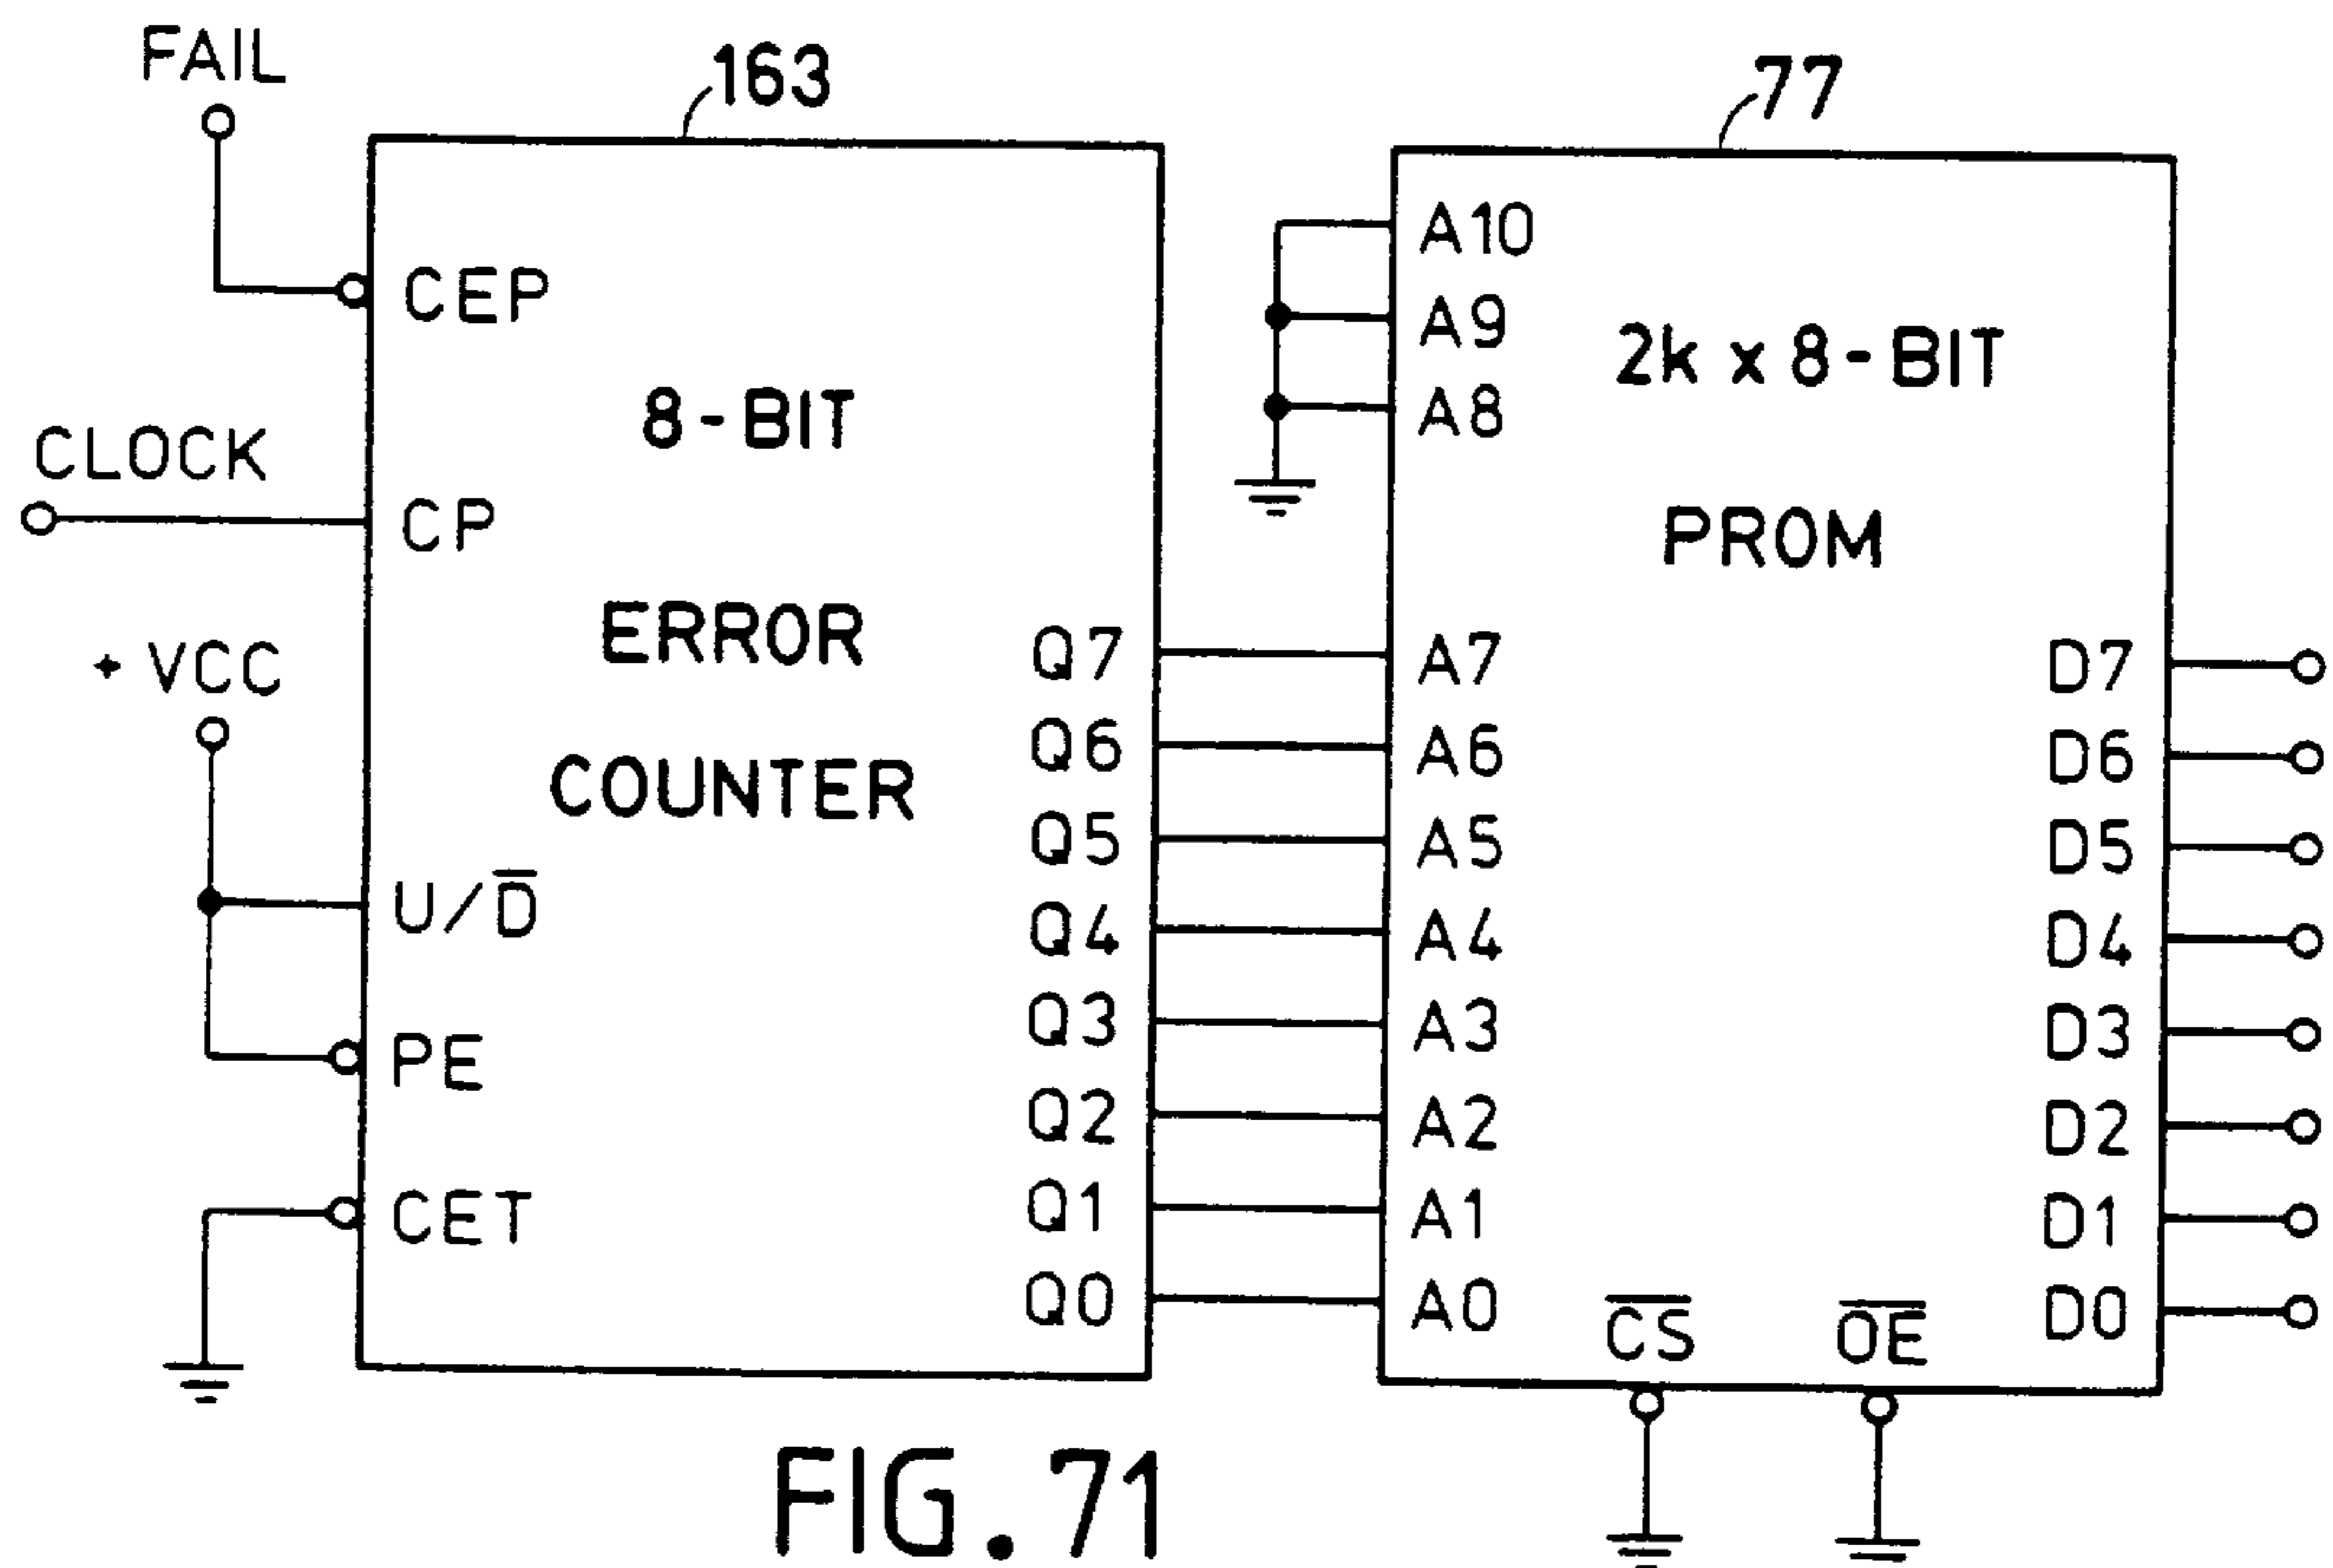 FAIL
163
77
CEP
CLOCK
CP
+ VCC
U/D̅
PE
CET
8-BIT
ERROR
COUNTER
Q7
Q6
Q5
Q4
Q3
Q2
Q1
Q0
A10
A9
A8
A7
A6
A5
A4
A3
A2
A1
A0
2k x 8-BIT
PROM
C̅S̅
O̅E̅
D7
D6
D5
D4
D3
D2
D1
D0
FIG. 71